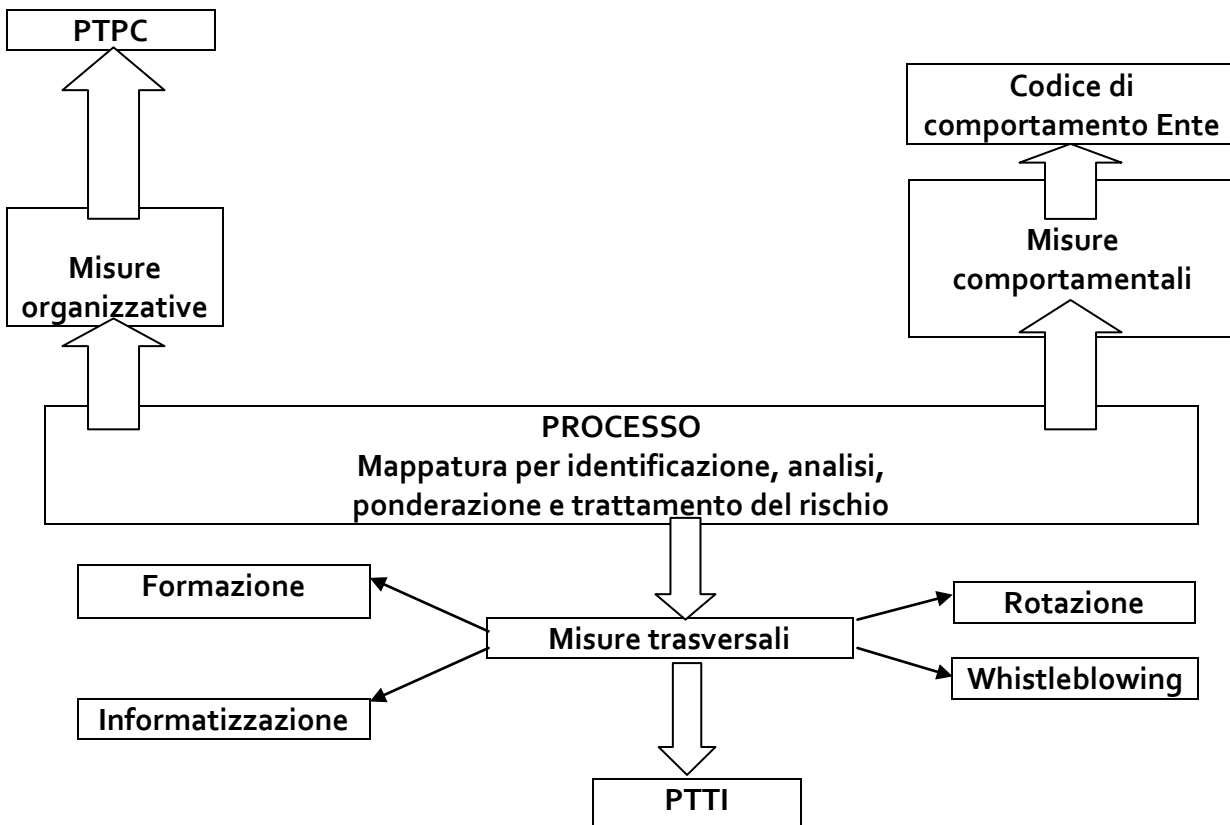 PTPC
Codice di
comportamento Ente
Misure
organizzative
Misure
comportamentali
PROCESSO
Mappatura per identificazione, analisi,
ponderazione e trattamento del rischio
Formazione
Rotazione
Misure trasversali
Whistleblowing
Informatizzazione
PTTI